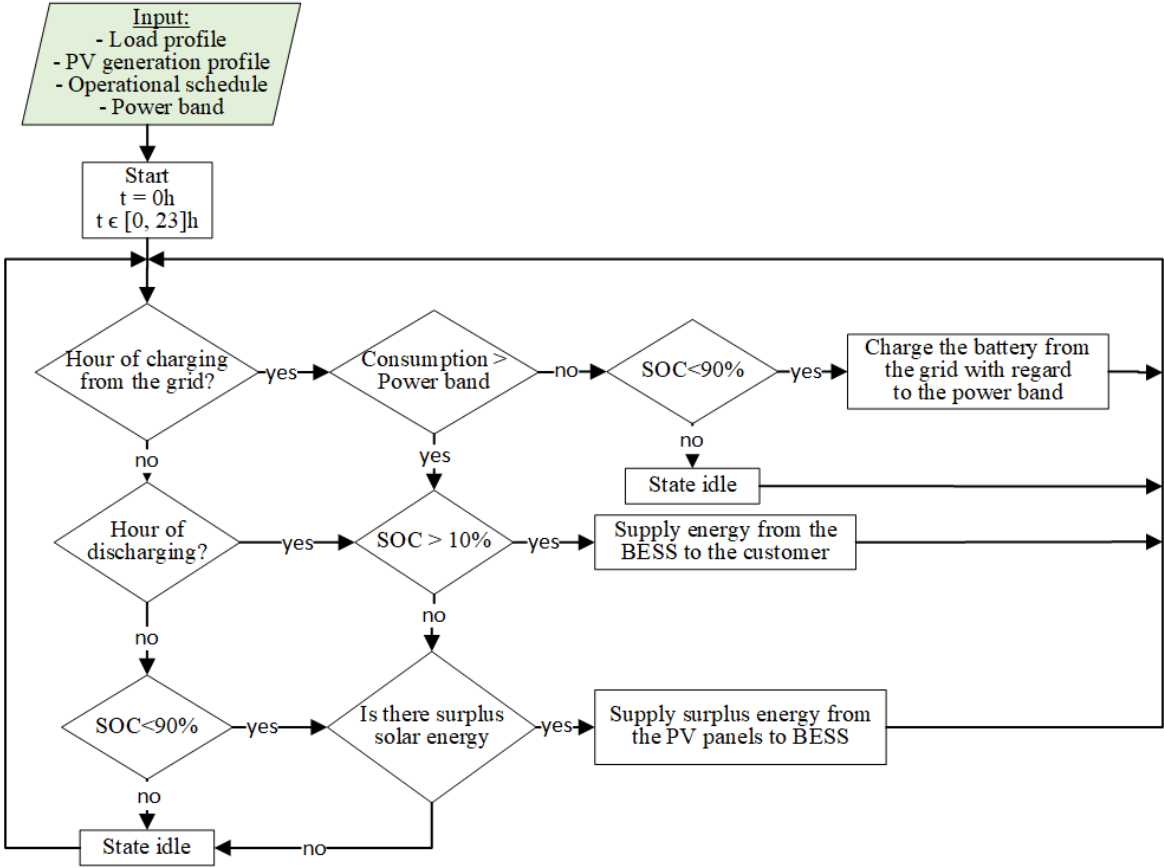 Input:
- Load profile
- PV generation profile
- Operational schedule
- Power band
Start
t = 0h
t ϵ [0, 23]h
Hour of charging
from the grid?
yes
Consumption >
Power band
no
SOC<90%
yes
Charge the battery from
the grid with regard
to the power band
no
yes
no
State idle
Hour of
discharging?
yes
SOC > 10%
yes
Supply energy from the
BESS to the customer
no
no
SOC<90%
yes
Is there surplus
solar energy
yes
Supply surplus energy from
the PV panels to BESS
no
State idle
no